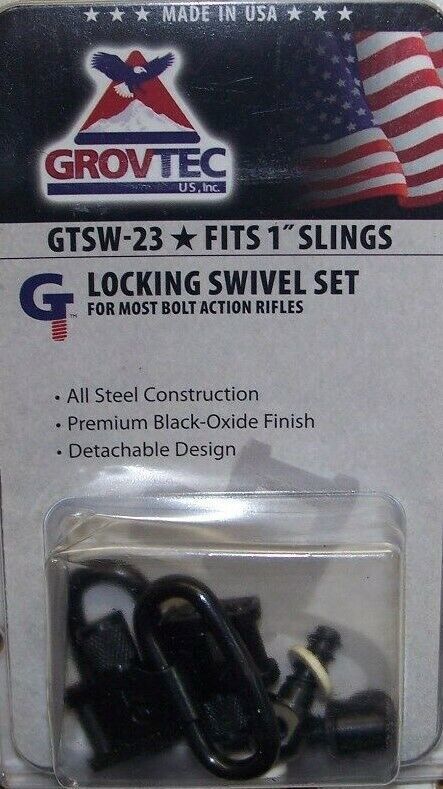 ★ ★ ★ MADE IN USA ★ ★ ★
GROVTEC
US, Inc.
GTSW-23 ★ FITS 1" SLINGS
GT™ LOCKING SWIVEL SET
FOR MOST BOLT ACTION RIFLES
• All Steel Construction
• Premium Black-Oxide Finish
• Detachable Design